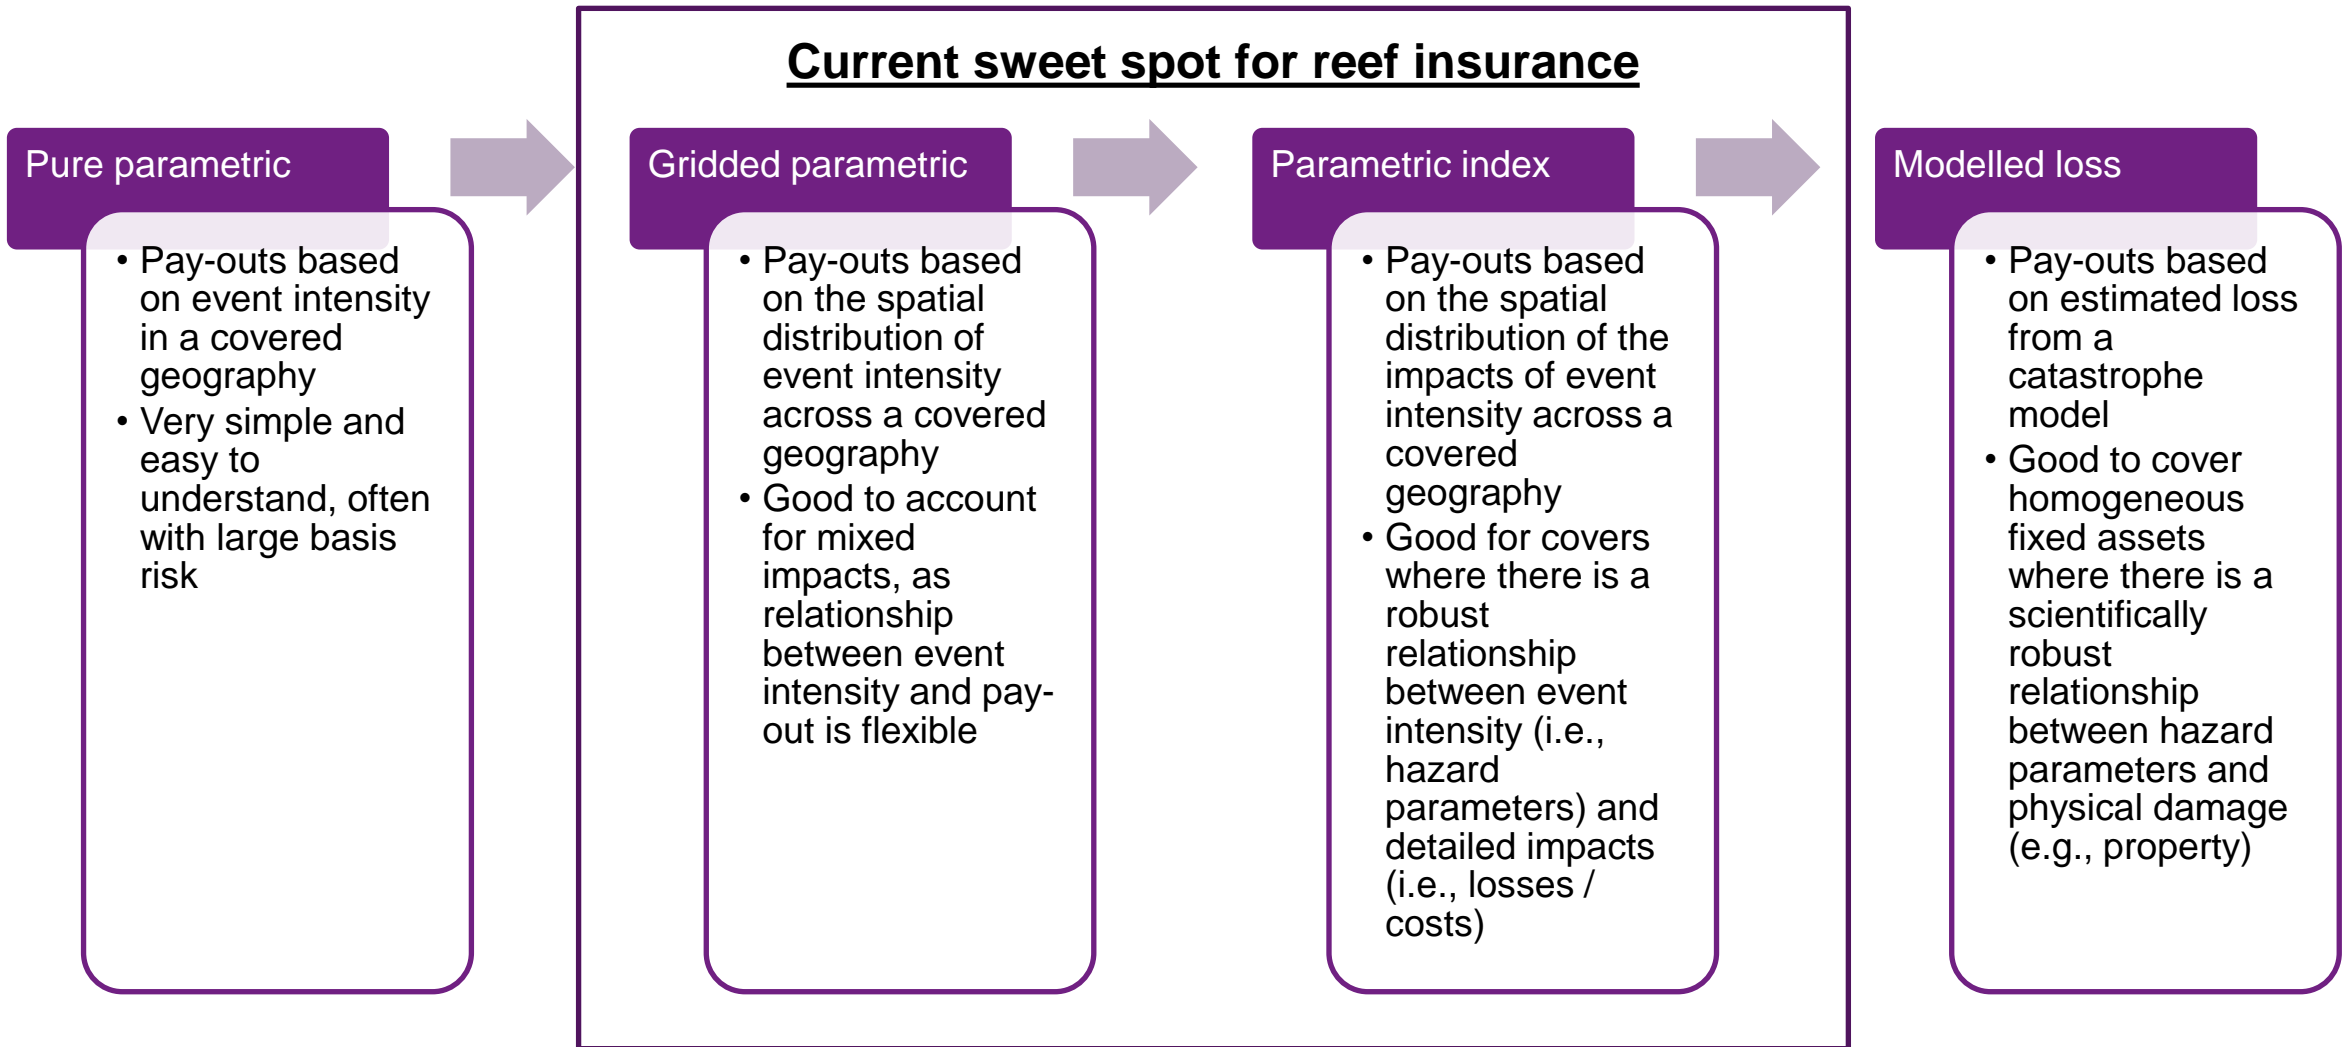 Current sweet spot for reef insurance
Pure parametric
• Pay-outs based
on event intensity
in a covered
geography
• Very simple and
easy to
understand, often
with large basis
risk
Gridded parametric
• Pay-outs based
on the spatial
distribution of
event intensity
across a covered
geography
• Good to account
for mixed
impacts, as
relationship
between event
intensity and pay-
out is flexible
Parametric index
• Pay-outs based
on the spatial
distribution of the
impacts of event
intensity across a
covered
geography
• Good for covers
where there is a
robust
relationship
between event
intensity (i.e.,
hazard
parameters) and
detailed impacts
(i.e., losses /
costs)
Modelled loss
• Pay-outs based
on estimated loss
from a
catastrophe
model
• Good to cover
homogeneous
fixed assets
where there is a
scientifically
robust
relationship
between hazard
parameters and
physical damage
(e.g., property)